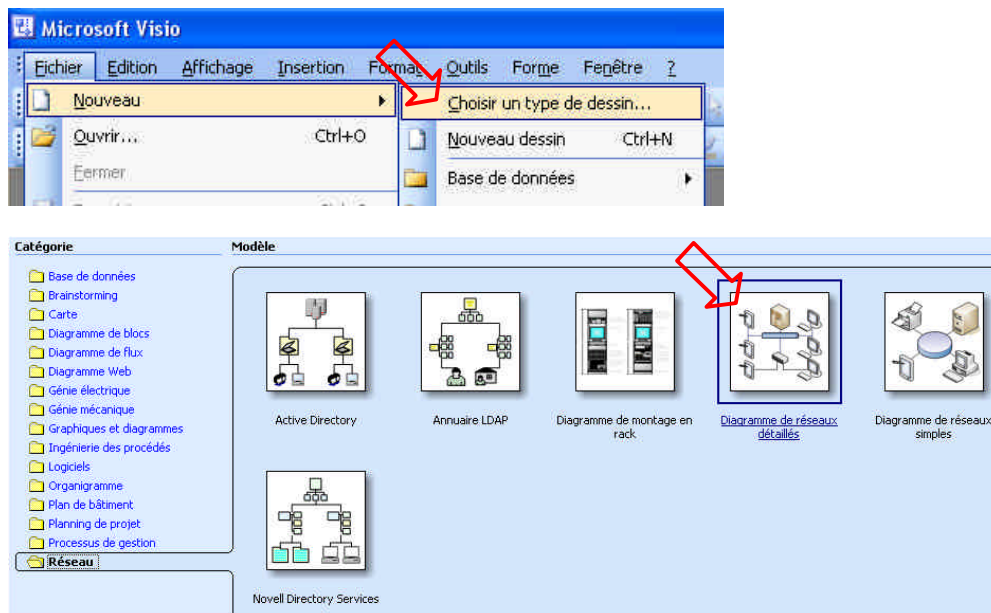 Microsoft Visio
Fichier Edition Affichage Insertion Format Outils Forme Fenêtre ?
Nouveau Choisir un type de dessin...
Ouvrir... Ctrl+O Nouveau dessin Ctrl+N
Fermer Base de données
Catégorie Modèle
Base de données
Brainstorming
Carte
Diagramme de blocs
Diagramme de flux
Diagramme Web
Génie électrique
Génie mécanique
Graphiques et diagrammes
Ingénierie des procédés
Logiciels
Organigramme
Plan de bâtiment
Planning de projet
Processus de gestion
Réseau
Active Directory
Annuaire LDAP
Diagramme de montage en
rack
Diagramme de réseaux
détaillés
Diagramme de réseaux
simples
Novell Directory Services